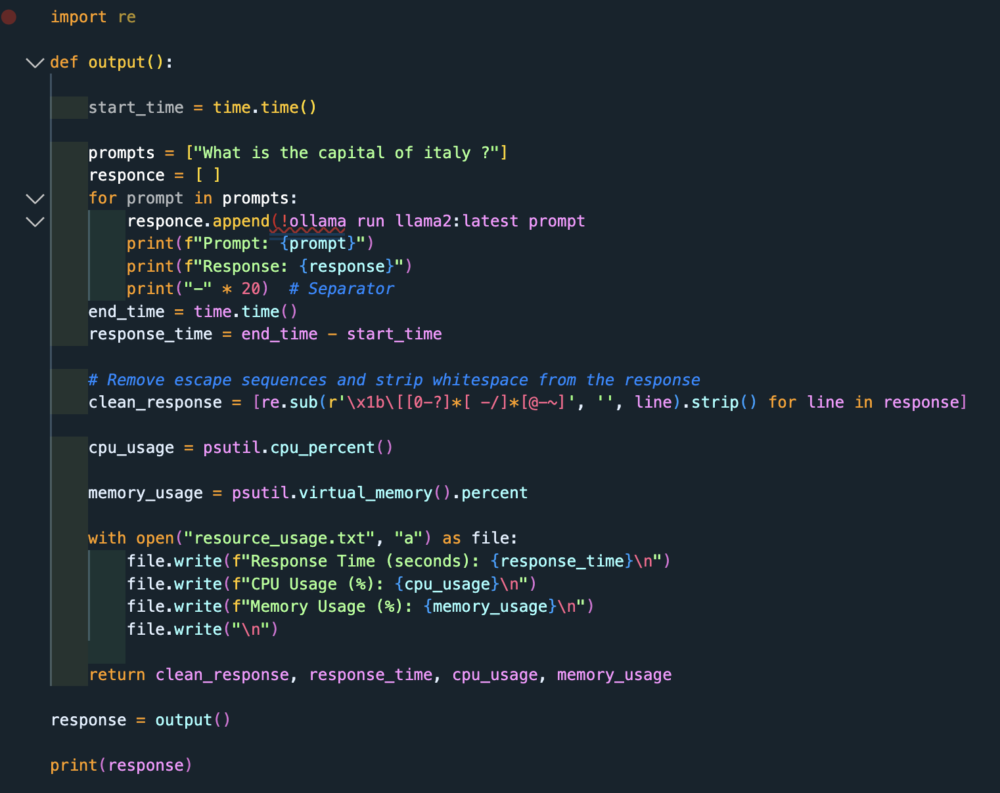 import re
def output():
    start_time = time.time()
    prompts = ["What is the capital of italy ?"]
    responce = [ ]
    for prompt in prompts:
        responce.append(!ollama run llama2:latest prompt
        print(f"Prompt: {prompt}")
        print(f"Response: {response}")
        print("-" * 20)  # Separator
    end_time = time.time()
    response_time = end_time - start_time
    # Remove escape sequences and strip whitespace from the response
    clean_response = [re.sub(r'\x1b\[[0-?]*[ -/]*[@-~]', '', line).strip() for line in response]
    cpu_usage = psutil.cpu_percent()
    memory_usage = psutil.virtual_memory().percent
    with open("resource_usage.txt", "a") as file:
        file.write(f"Response Time (seconds): {response_time}\n")
        file.write(f"CPU Usage (%): {cpu_usage}\n")
        file.write(f"Memory Usage (%): {memory_usage}\n")
        file.write("\n")
    return clean_response, response_time, cpu_usage, memory_usage
response = output()
print(response)